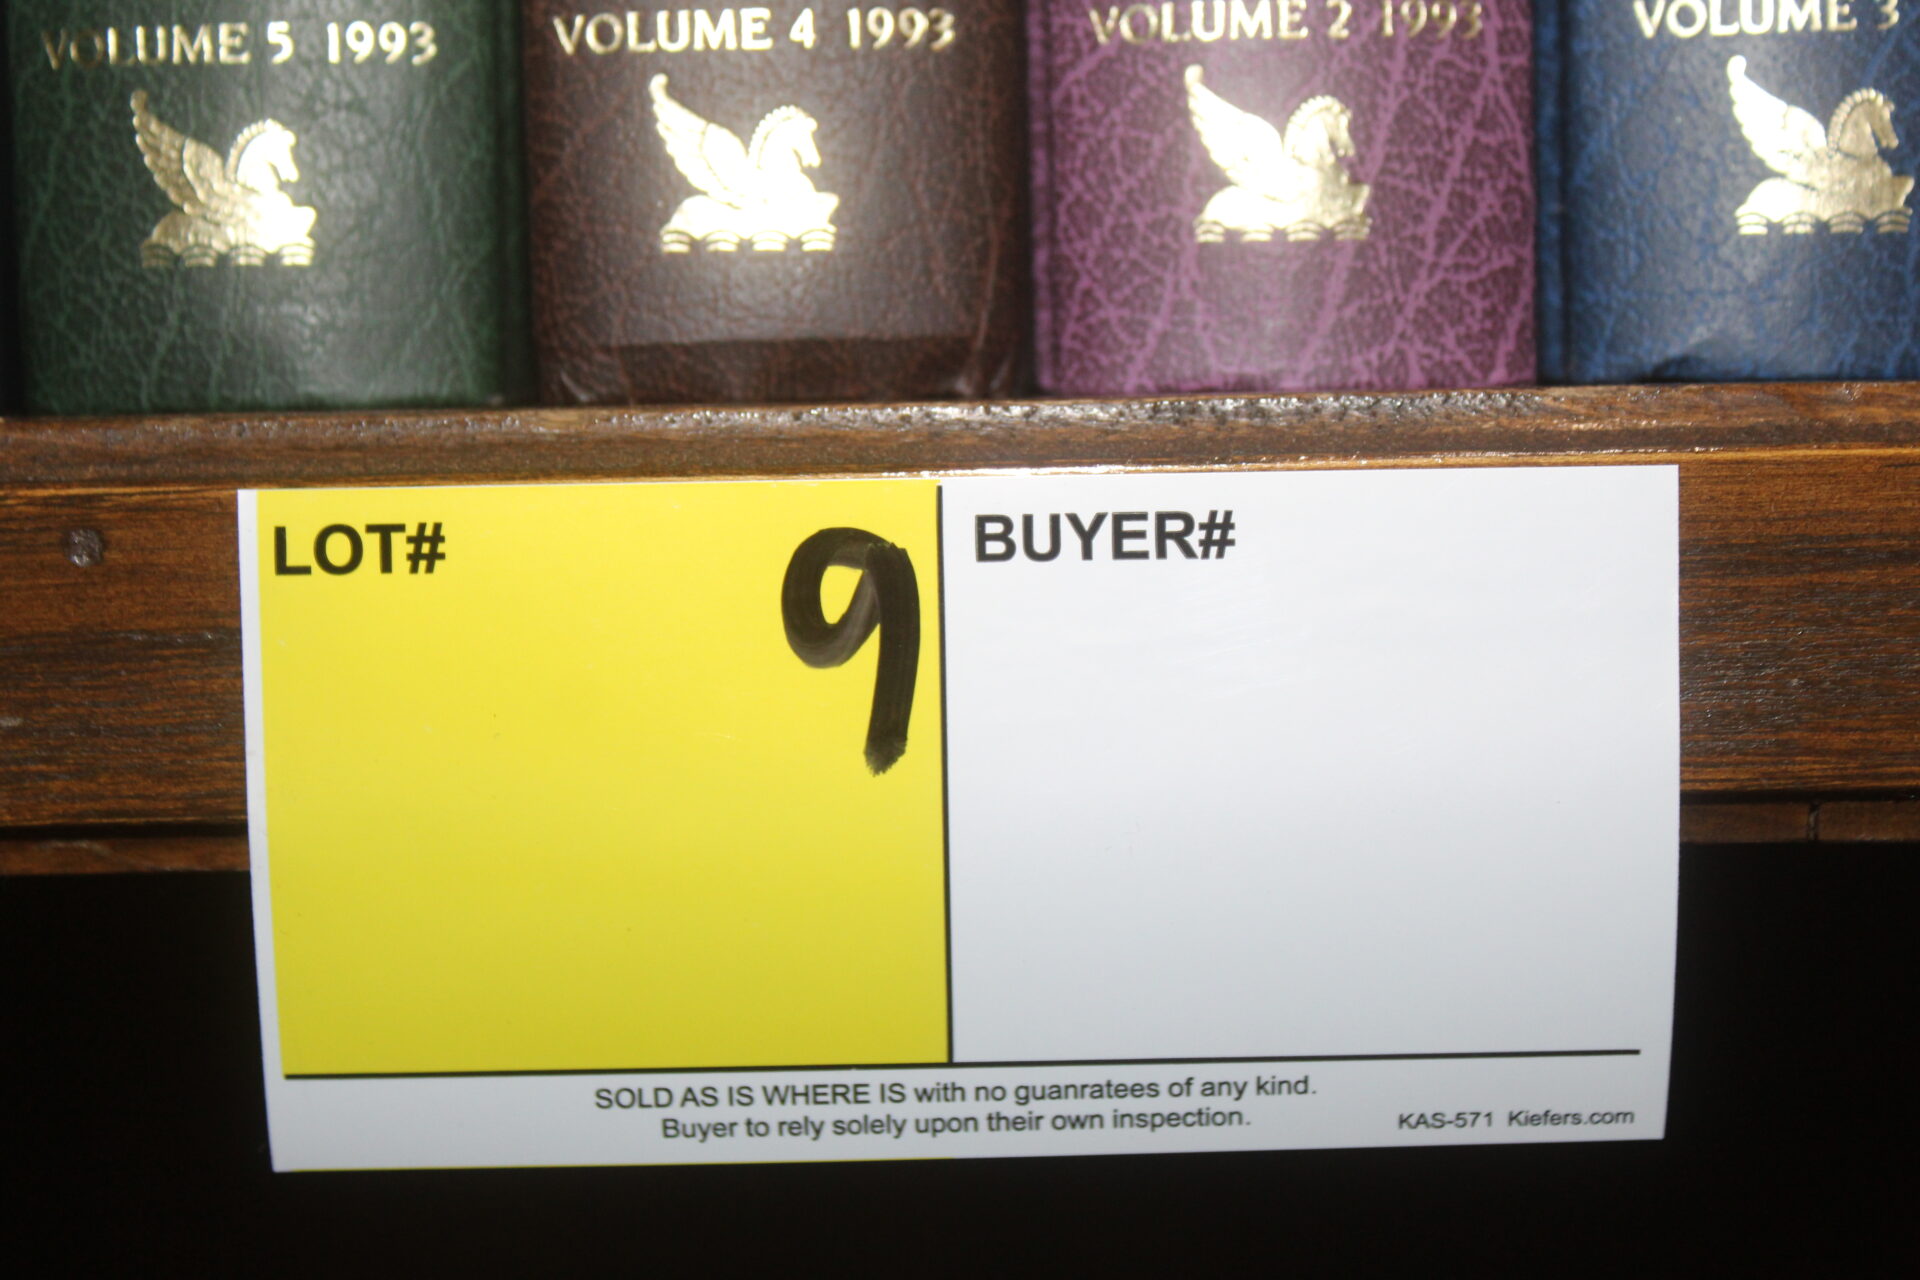 VOLUME 5 1993
VOLUME 4 1993
VOLUME 2 1993
VOLUME 3
LOT#
9
BUYER#
SOLD AS IS WHERE IS with no guanratees of any kind.
Buyer to rely solely upon their own inspection.
KAS-571 Kiefers.com